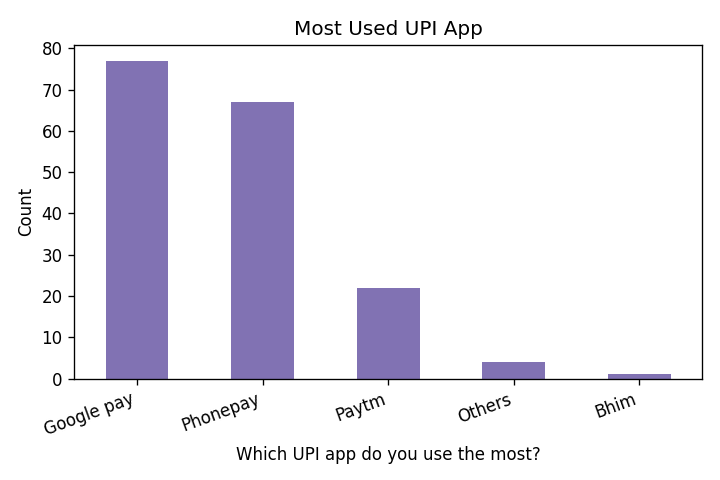 Most Used UPI App
80
70
60
50
40
30
20
10
0
Count
Google pay
Phonepay
Paytm
Others
Bhim
Which UPI app do you use the most?